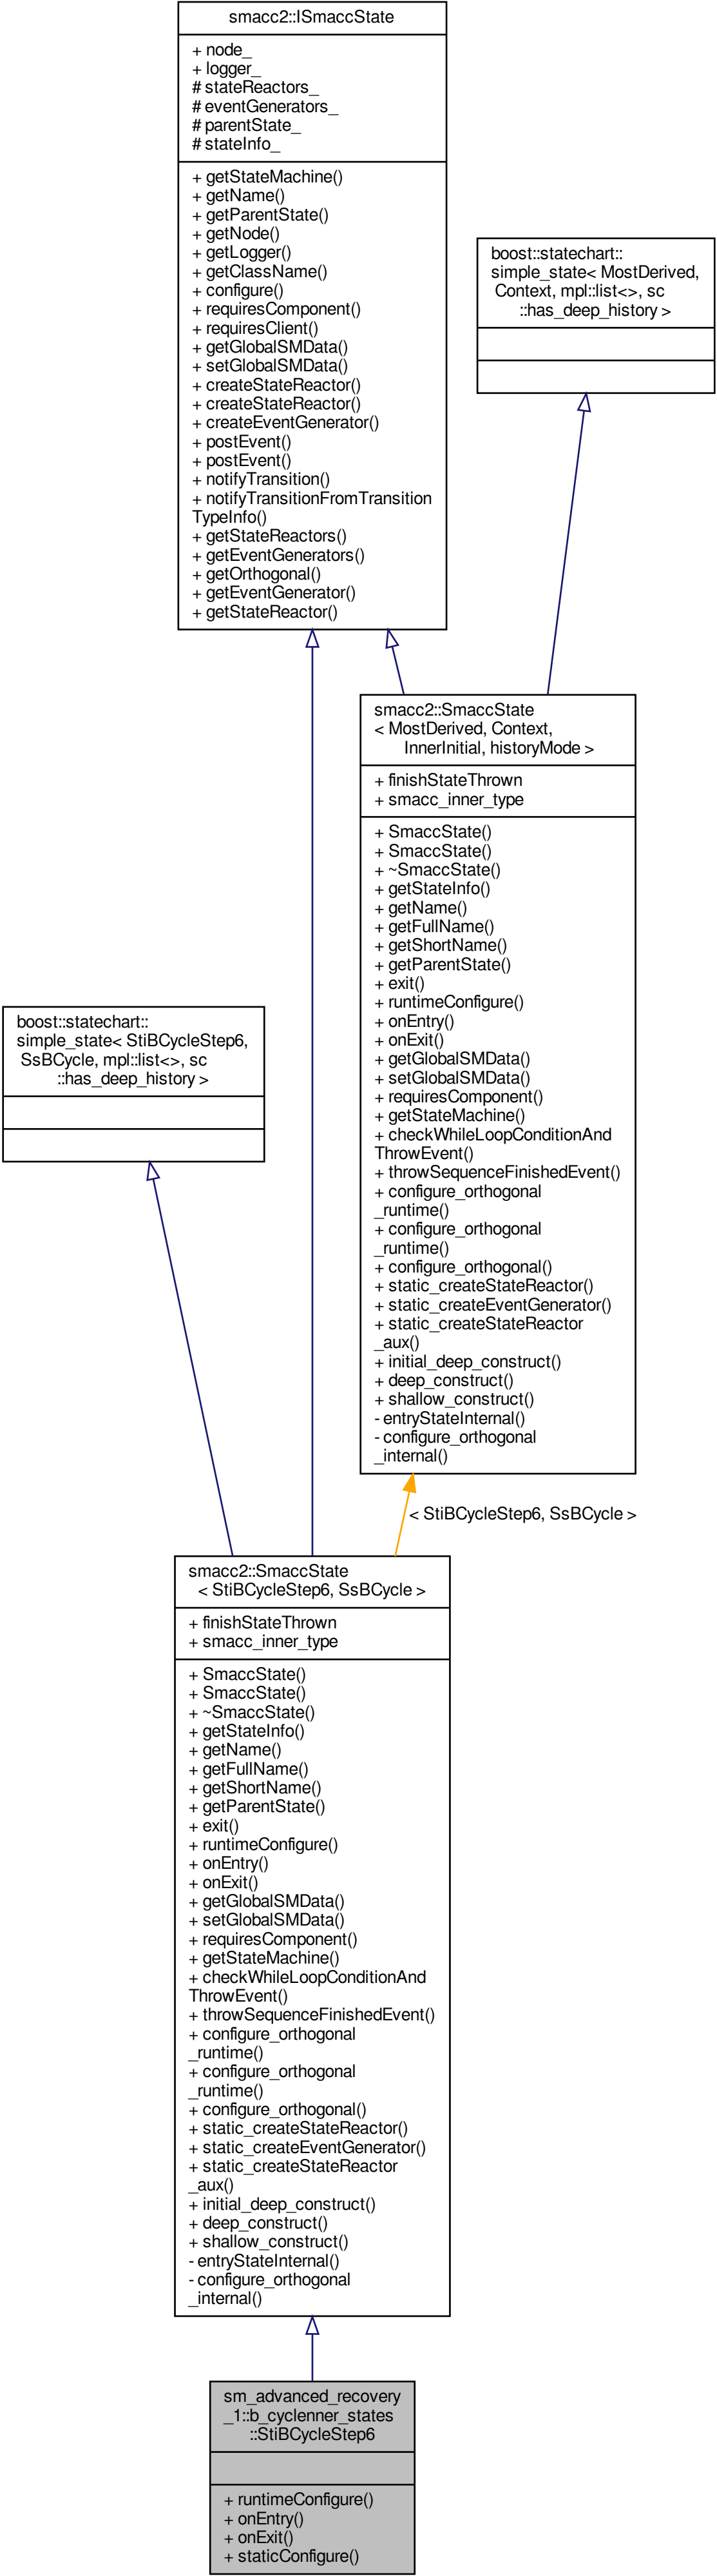 smacc2::ISmaccState
+ node_
+ logger_
# stateReactors_
# eventGenerators_
# parentState_
# stateInfo_
+ getStateMachine()
+ getName()
+ getParentState()
+ getNode()
+ getLogger()
+ getClassName()
+ configure()
+ requiresComponent()
+ requiresClient()
+ getGlobalSMData()
+ setGlobalSMData()
+ createStateReactor()
+ createStateReactor()
+ createEventGenerator()
+ postEvent()
+ postEvent()
+ notifyTransition()
+ notifyTransitionFromTransition
TypeInfo()
+ getStateReactors()
+ getEventGenerators()
+ getOrthogonal()
+ getEventGenerator()
+ getStateReactor()
boost::statechart::
simple_state< MostDerived,
Context, mpl::list<>, sc
::has_deep_history >
smacc2::SmaccState
< MostDerived, Context,
InnerInitial, historyMode >
+ finishStateThrown
+ smacc_inner_type
+ SmaccState()
+ SmaccState()
+ ~SmaccState()
+ getStateInfo()
+ getName()
+ getFullName()
+ getShortName()
+ getParentState()
+ exit()
+ runtimeConfigure()
+ onEntry()
+ onExit()
+ getGlobalSMData()
+ setGlobalSMData()
+ requiresComponent()
+ getStateMachine()
+ checkWhileLoopConditionAnd
ThrowEvent()
+ throwSequenceFinishedEvent()
+ configure_orthogonal
_runtime()
+ configure_orthogonal
_runtime()
+ configure_orthogonal()
+ static_createStateReactor()
+ static_createEventGenerator()
+ static_createStateReactor
_aux()
+ initial_deep_construct()
+ deep_construct()
+ shallow_construct()
- entryStateInternal()
- configure_orthogonal
_internal()
boost::statechart::
simple_state< StiBCycleStep6,
SsBCycle, mpl::list<>, sc
::has_deep_history >
< StiBCycleStep6, SsBCycle >
smacc2::SmaccState
< StiBCycleStep6, SsBCycle >
+ finishStateThrown
+ smacc_inner_type
+ SmaccState()
+ SmaccState()
+ ~SmaccState()
+ getStateInfo()
+ getName()
+ getFullName()
+ getShortName()
+ getParentState()
+ exit()
+ runtimeConfigure()
+ onEntry()
+ onExit()
+ getGlobalSMData()
+ setGlobalSMData()
+ requiresComponent()
+ getStateMachine()
+ checkWhileLoopConditionAnd
ThrowEvent()
+ throwSequenceFinishedEvent()
+ configure_orthogonal
_runtime()
+ configure_orthogonal
_runtime()
+ configure_orthogonal()
+ static_createStateReactor()
+ static_createEventGenerator()
+ static_createStateReactor
_aux()
+ initial_deep_construct()
+ deep_construct()
+ shallow_construct()
- entryStateInternal()
- configure_orthogonal
_internal()
sm_advanced_recovery
_1::b_cyclenner_states
::StiBCycleStep6
+ runtimeConfigure()
+ onEntry()
+ onExit()
+ staticConfigure()